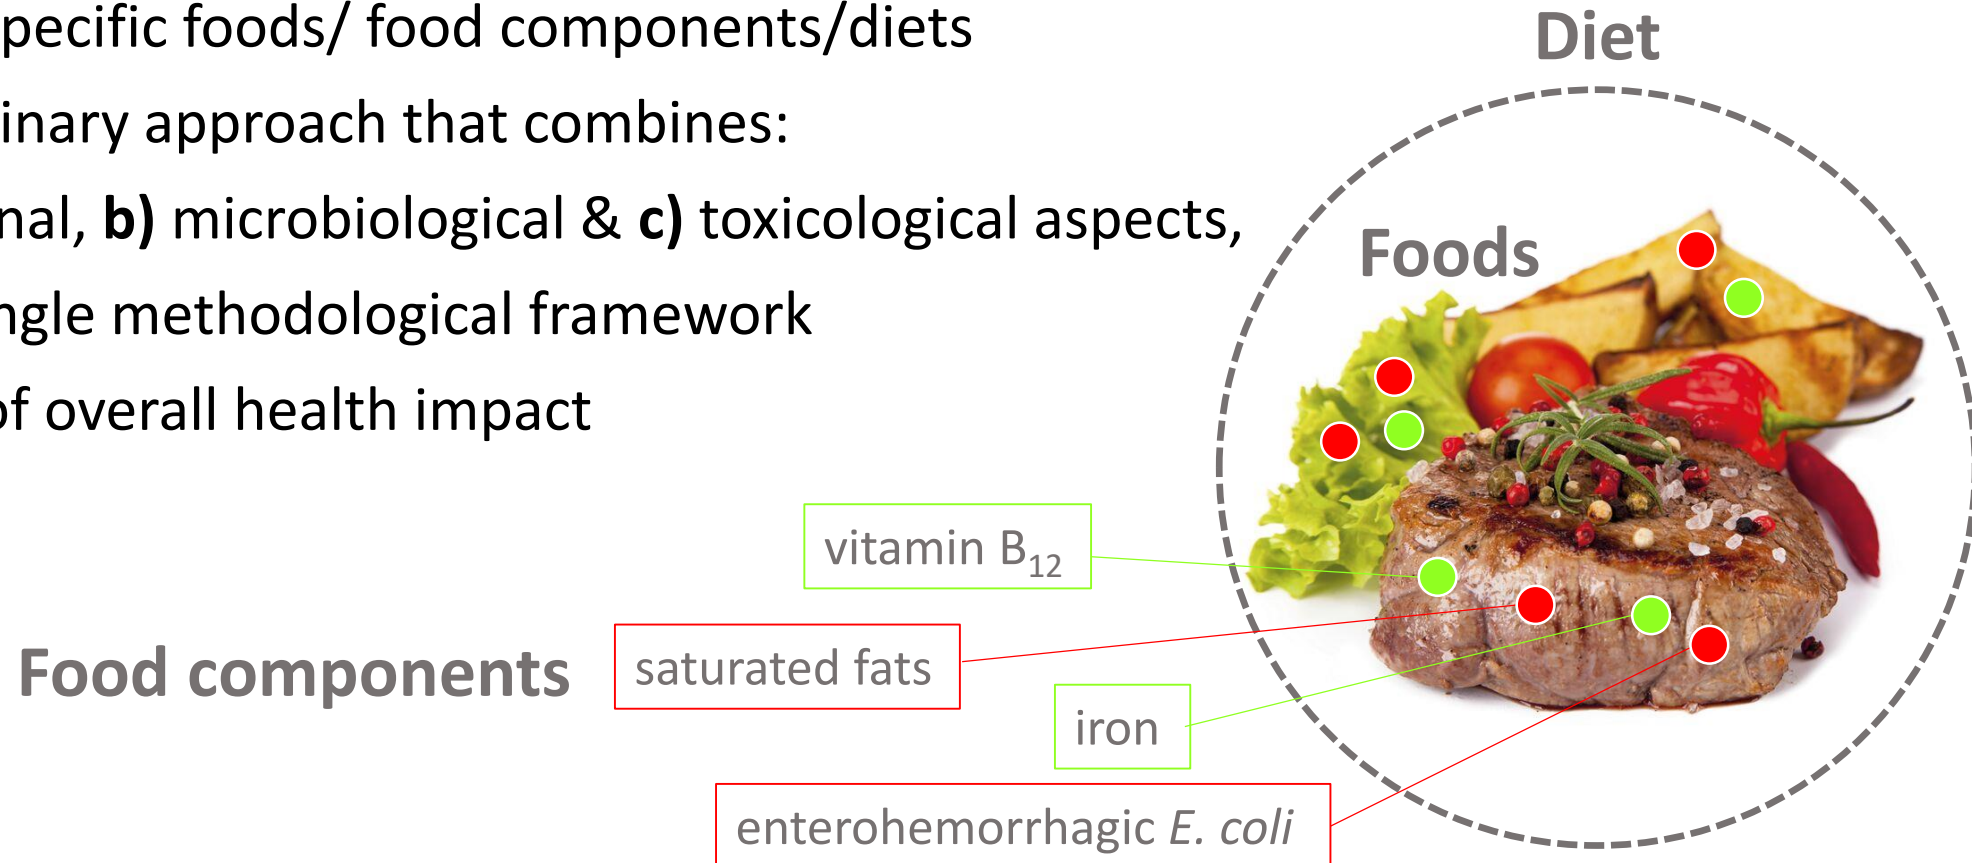 pecific foods/ food components/diets
inary approach that combines:
nal, b) microbiological & c) toxicological aspects,
ngle methodological framework
of overall health impact
Diet
Foods
vitamin B₁₂
Food components
saturated fats
iron
enterohemorrhagic E. coli